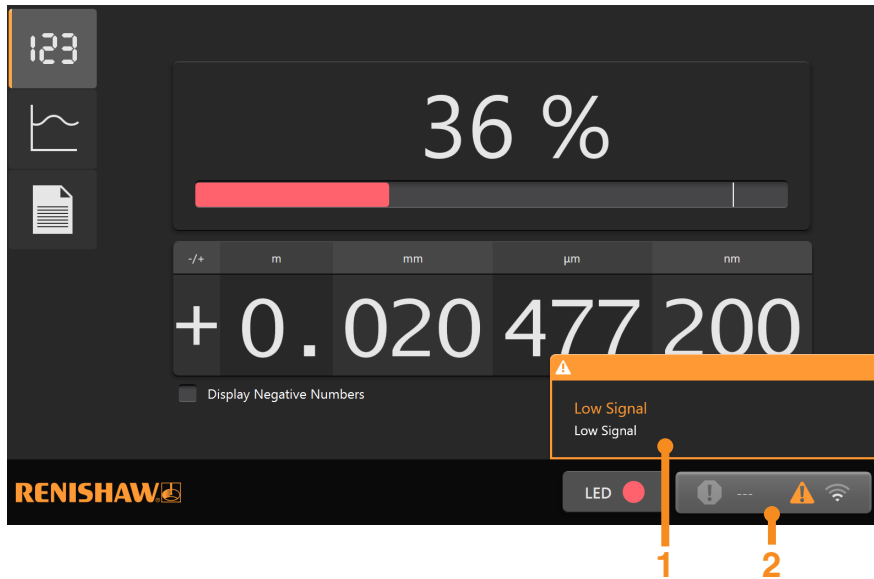 123
36 %
-/+ m mm µm nm
+ 0. 020 477 200
Display Negative Numbers
Low Signal
Low Signal
RENISHAW
LED
---
1 2